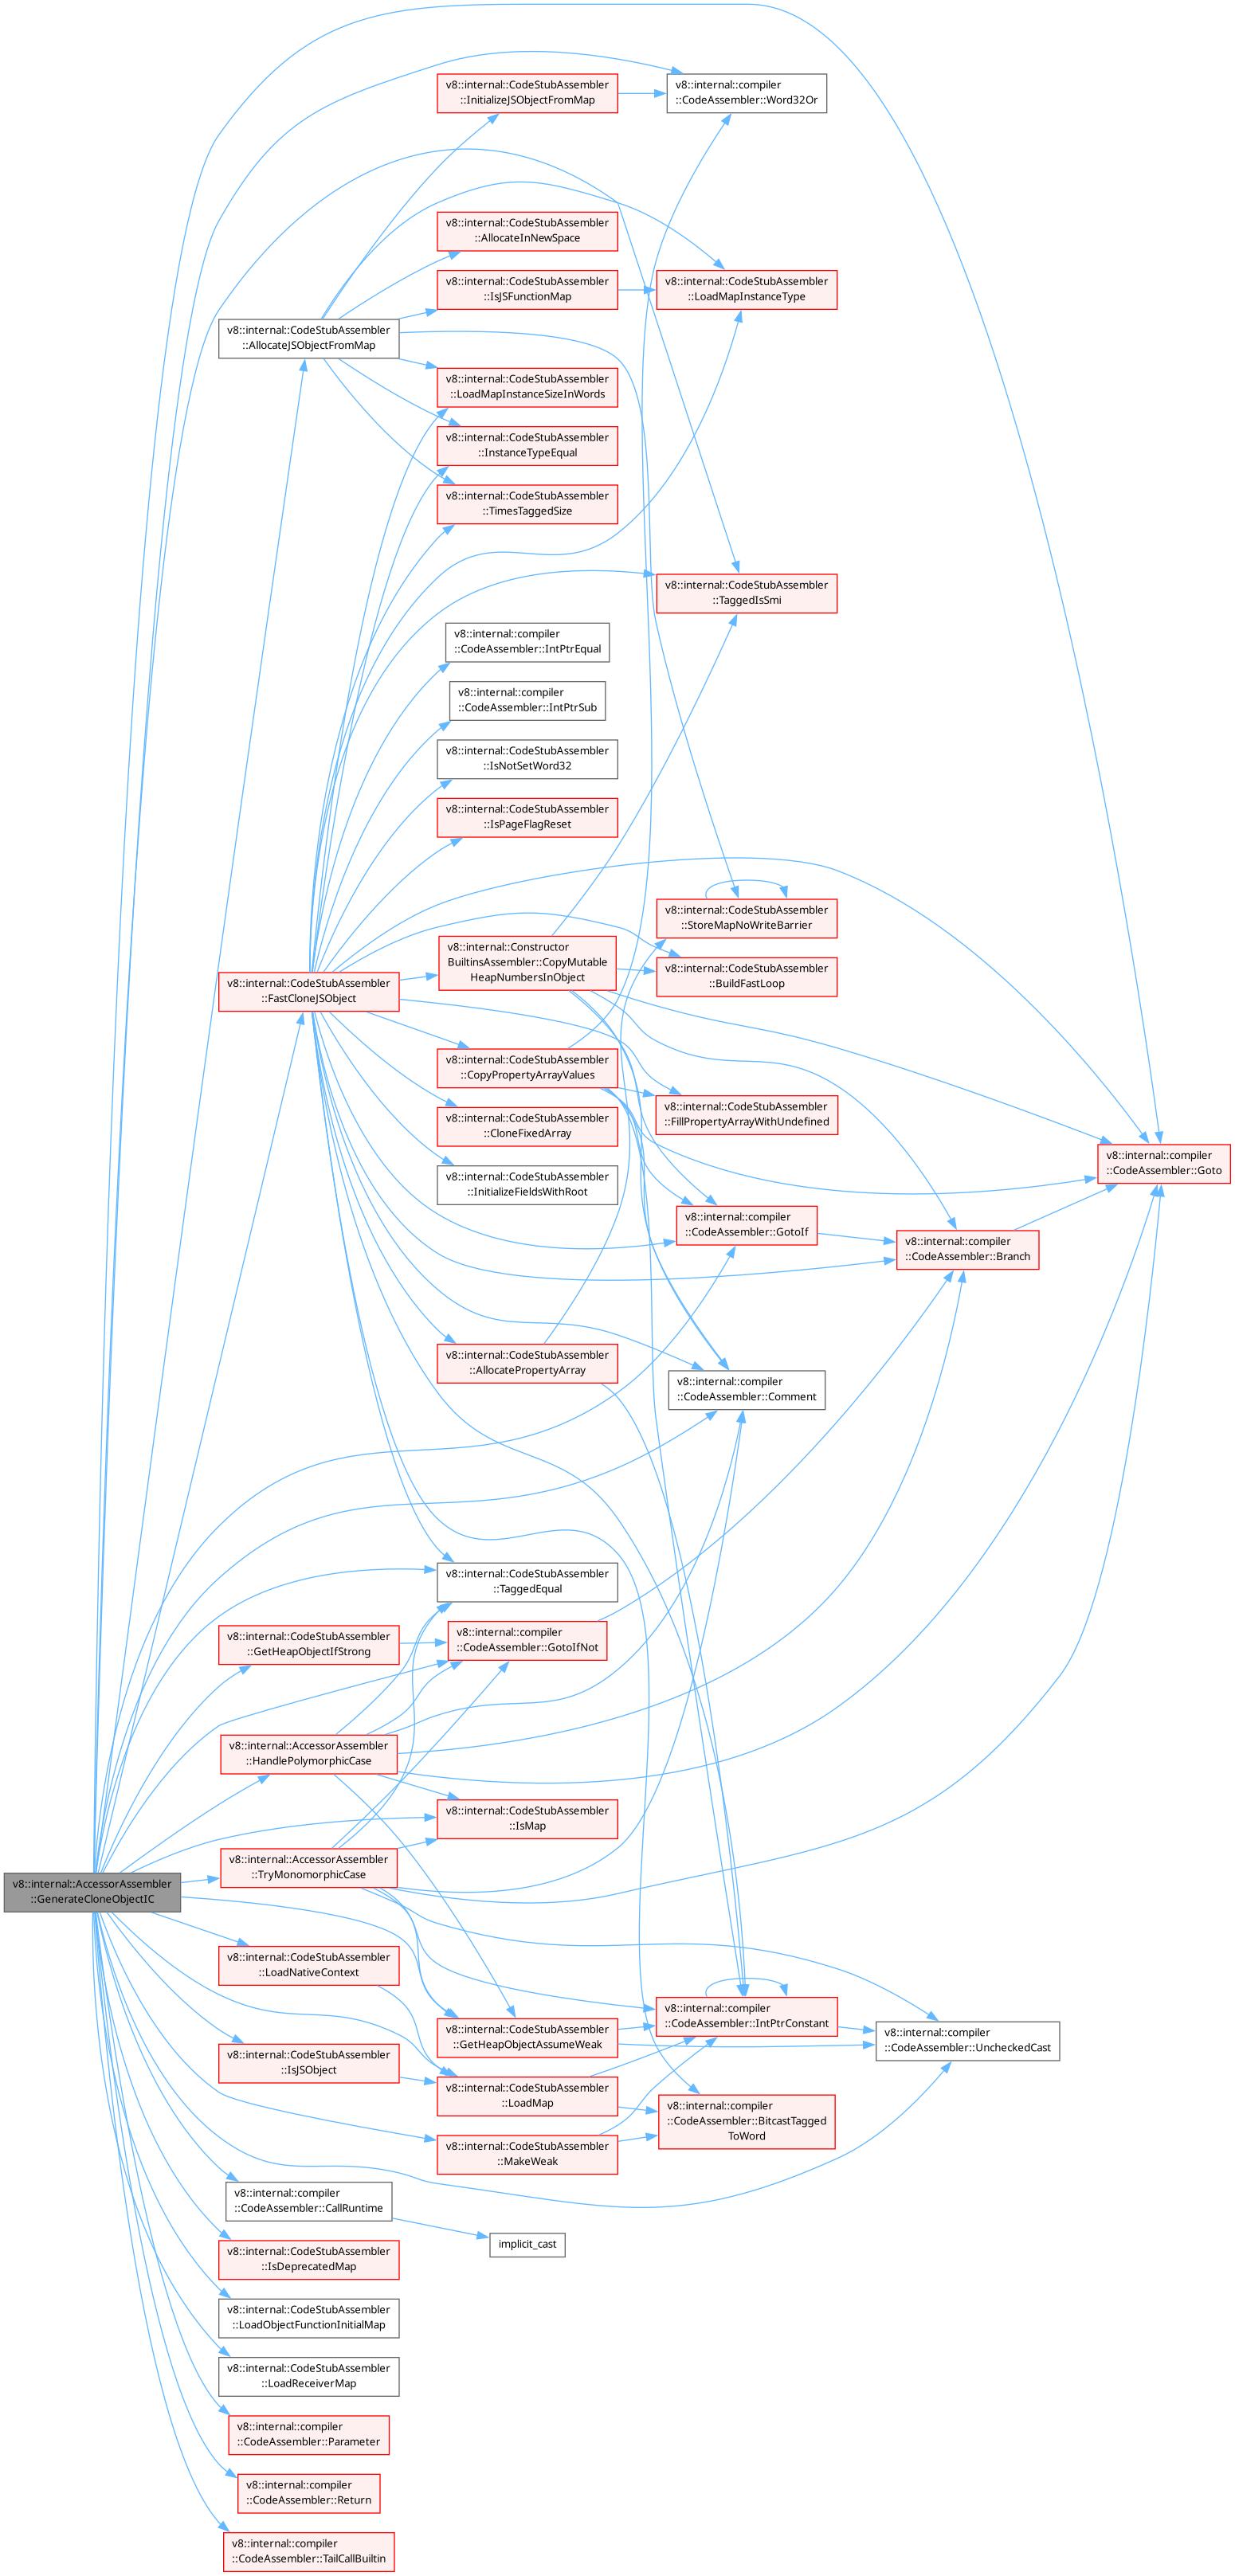 v8::internal::CodeStubAssembler
::InitializeJSObjectFromMap
v8::internal::compiler
::CodeAssembler::Word32Or
v8::internal::CodeStubAssembler
::AllocateInNewSpace
v8::internal::CodeStubAssembler
::IsJSFunctionMap
v8::internal::CodeStubAssembler
::LoadMapInstanceType
v8::internal::CodeStubAssembler
::AllocateJSObjectFromMap
v8::internal::CodeStubAssembler
::LoadMapInstanceSizeInWords
v8::internal::CodeStubAssembler
::InstanceTypeEqual
v8::internal::CodeStubAssembler
::TimesTaggedSize
v8::internal::CodeStubAssembler
::TaggedIsSmi
v8::internal::compiler
::CodeAssembler::IntPtrEqual
v8::internal::compiler
::CodeAssembler::IntPtrSub
v8::internal::CodeStubAssembler
::IsNotSetWord32
v8::internal::CodeStubAssembler
::IsPageFlagReset
v8::internal::CodeStubAssembler
::StoreMapNoWriteBarrier
v8::internal::Constructor
BuiltinsAssembler::CopyMutable
HeapNumbersInObject
v8::internal::CodeStubAssembler
::BuildFastLoop
v8::internal::CodeStubAssembler
::FastCloneJSObject
v8::internal::CodeStubAssembler
::CopyPropertyArrayValues
v8::internal::CodeStubAssembler
::FillPropertyArrayWithUndefined
v8::internal::CodeStubAssembler
::CloneFixedArray
v8::internal::compiler
::CodeAssembler::Goto
v8::internal::CodeStubAssembler
::InitializeFieldsWithRoot
v8::internal::compiler
::CodeAssembler::GotoIf
v8::internal::compiler
::CodeAssembler::Branch
v8::internal::CodeStubAssembler
::AllocatePropertyArray
v8::internal::compiler
::CodeAssembler::Comment
v8::internal::CodeStubAssembler
::TaggedEqual
v8::internal::CodeStubAssembler
::GetHeapObjectIfStrong
v8::internal::compiler
::CodeAssembler::GotoIfNot
v8::internal::AccessorAssembler
::HandlePolymorphicCase
v8::internal::CodeStubAssembler
::IsMap
v8::internal::AccessorAssembler
::TryMonomorphicCase
v8::internal::AccessorAssembler
::GenerateCloneObjectIC
v8::internal::CodeStubAssembler
::LoadNativeContext
v8::internal::compiler
::CodeAssembler::IntPtrConstant
v8::internal::CodeStubAssembler
::GetHeapObjectAssumeWeak
v8::internal::compiler
::CodeAssembler::UncheckedCast
v8::internal::CodeStubAssembler
::IsJSObject
v8::internal::CodeStubAssembler
::LoadMap
v8::internal::compiler
::CodeAssembler::BitcastTagged
ToWord
v8::internal::CodeStubAssembler
::MakeWeak
v8::internal::compiler
::CodeAssembler::CallRuntime
implicit_cast
v8::internal::CodeStubAssembler
::IsDeprecatedMap
v8::internal::CodeStubAssembler
::LoadObjectFunctionInitialMap
v8::internal::CodeStubAssembler
::LoadReceiverMap
v8::internal::compiler
::CodeAssembler::Parameter
v8::internal::compiler
::CodeAssembler::Return
v8::internal::compiler
::CodeAssembler::TailCallBuiltin